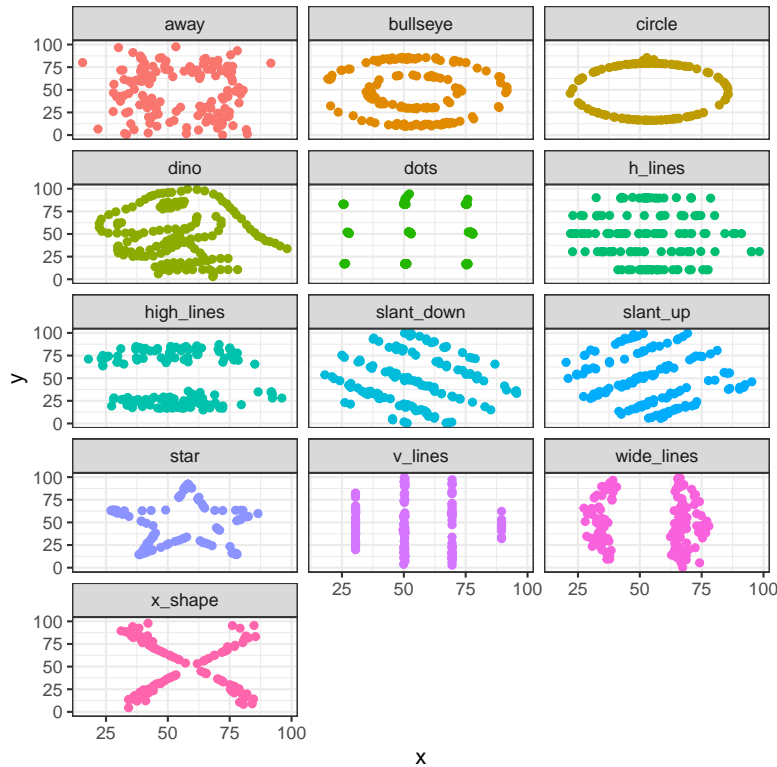 away bullseye circle
100
75
50
25
0
dino dots h_lines
100
75
50
25
0
high_lines slant_down slant_up
100
75
50
25
0
star v_lines wide_lines
100
75
50
25
0
25 50 75 100 25 50 75 100
x_shape
100
75
50
25
0
25 50 75 100
x
y